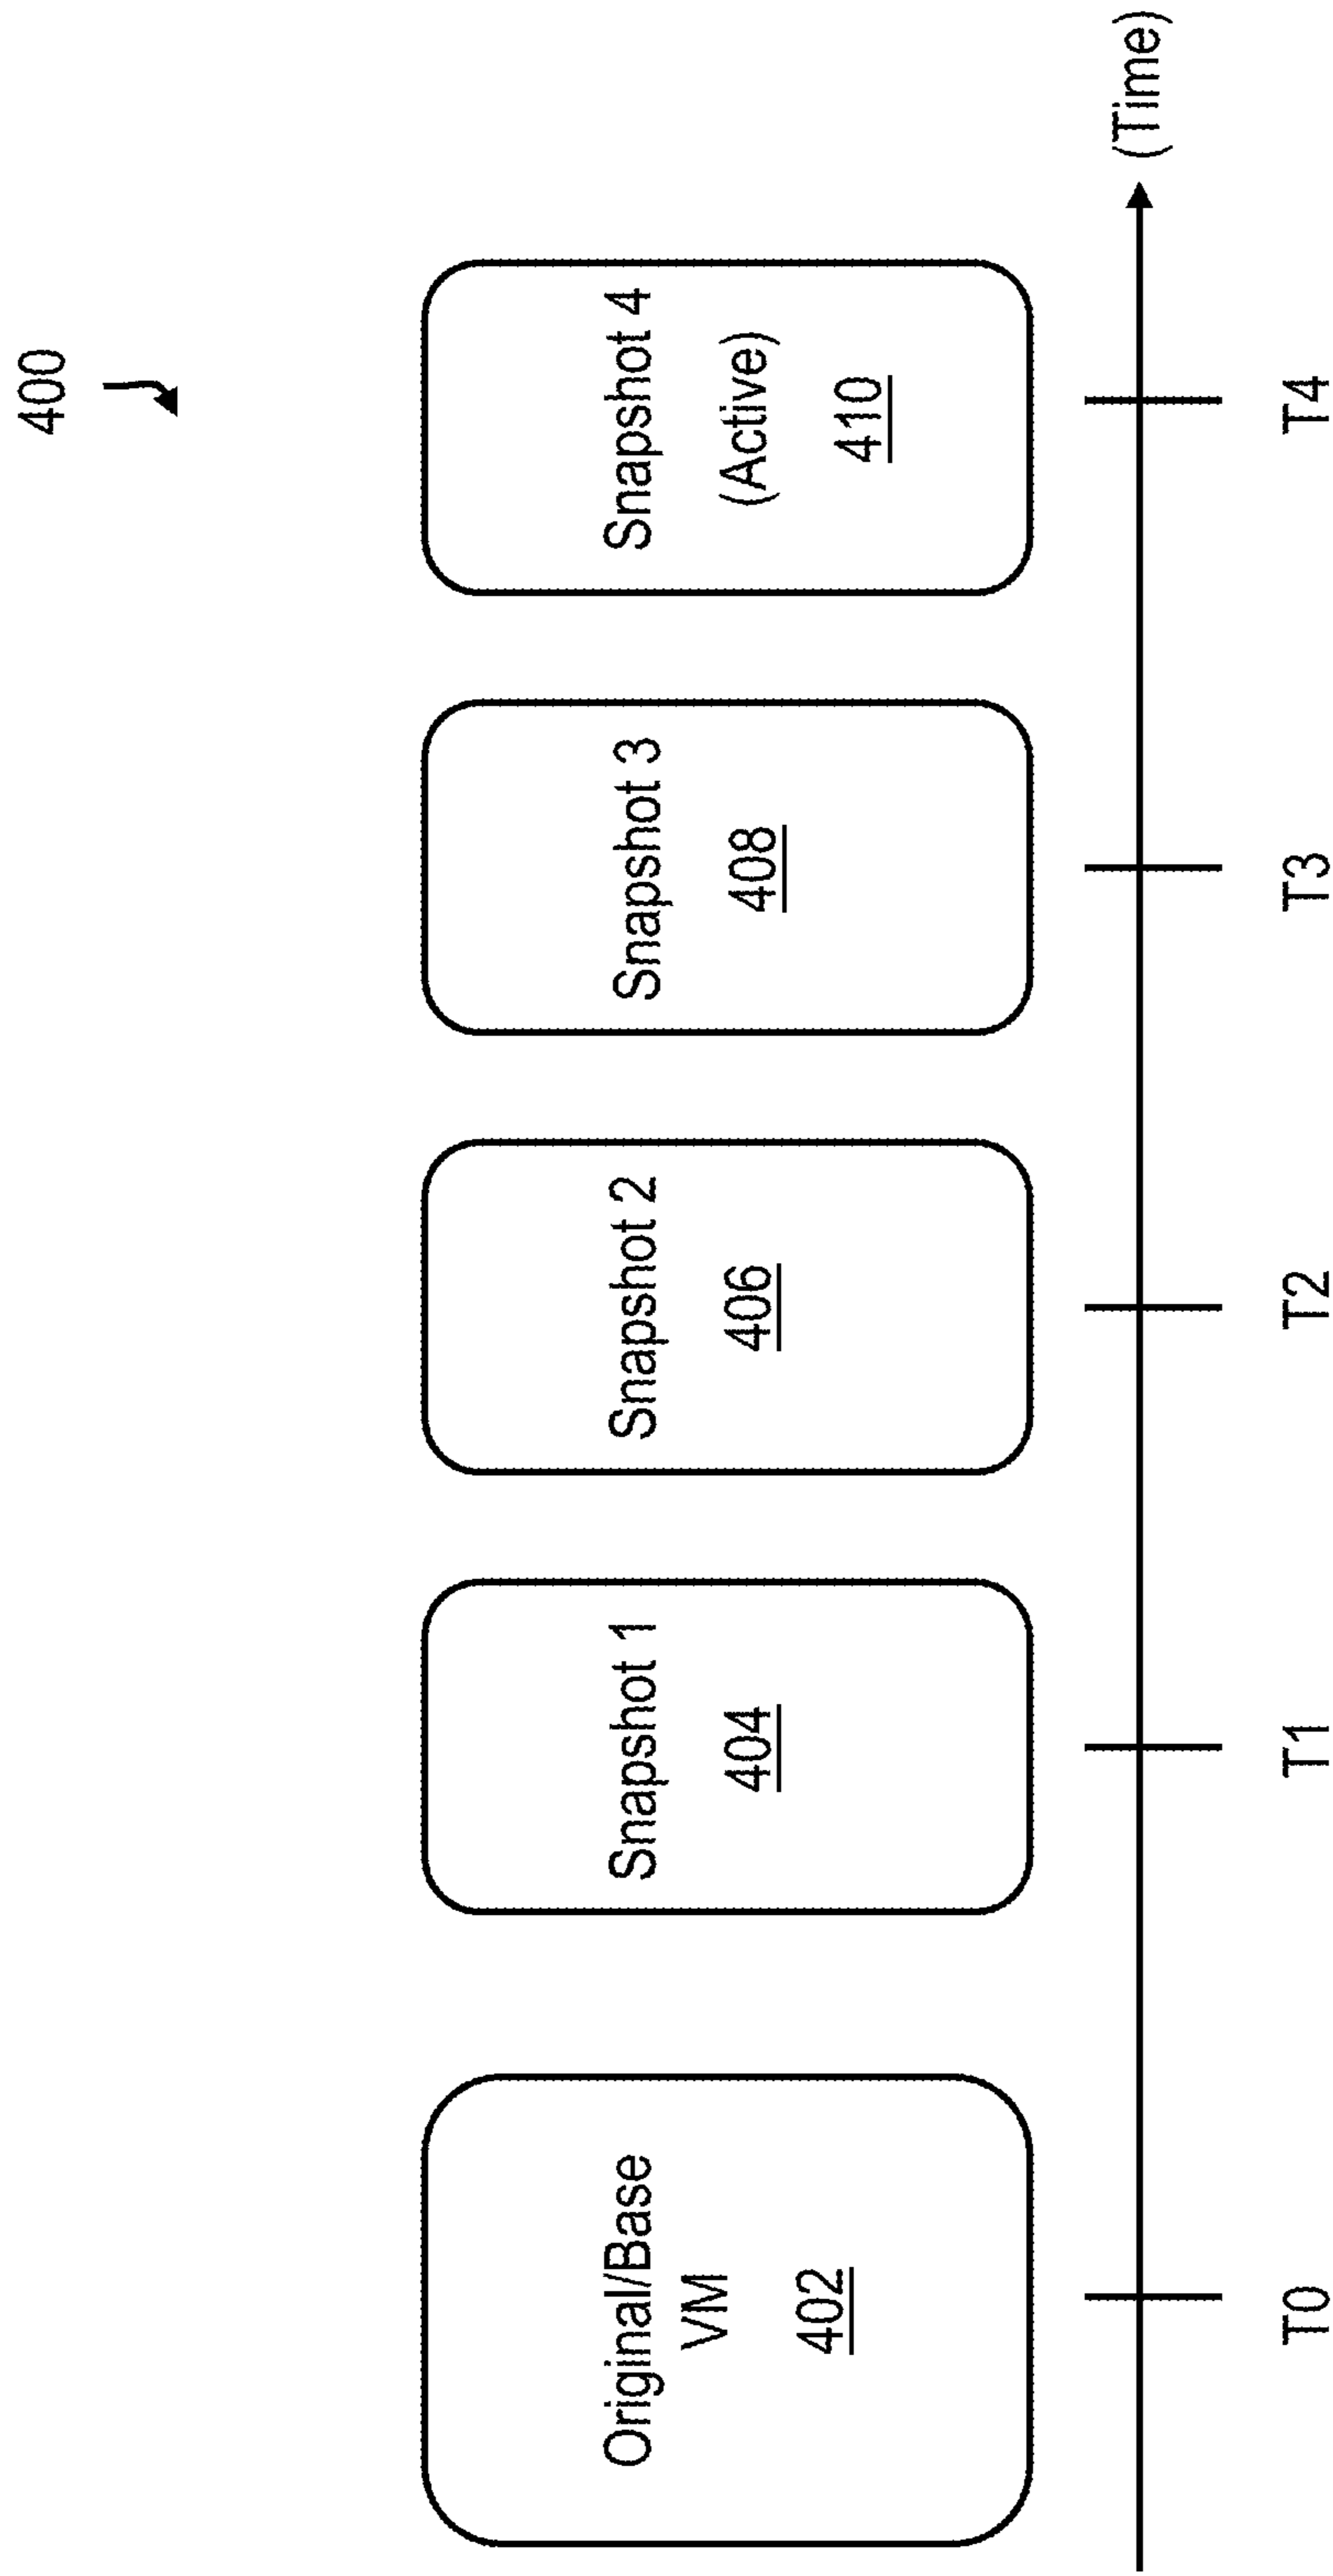 400
Original/Base
VM
402
Snapshot 1
404
Snapshot 2
406
Snapshot 3
408
Snapshot 4
(Active)
410
(Time)
T0
T1
T2
T3
T4